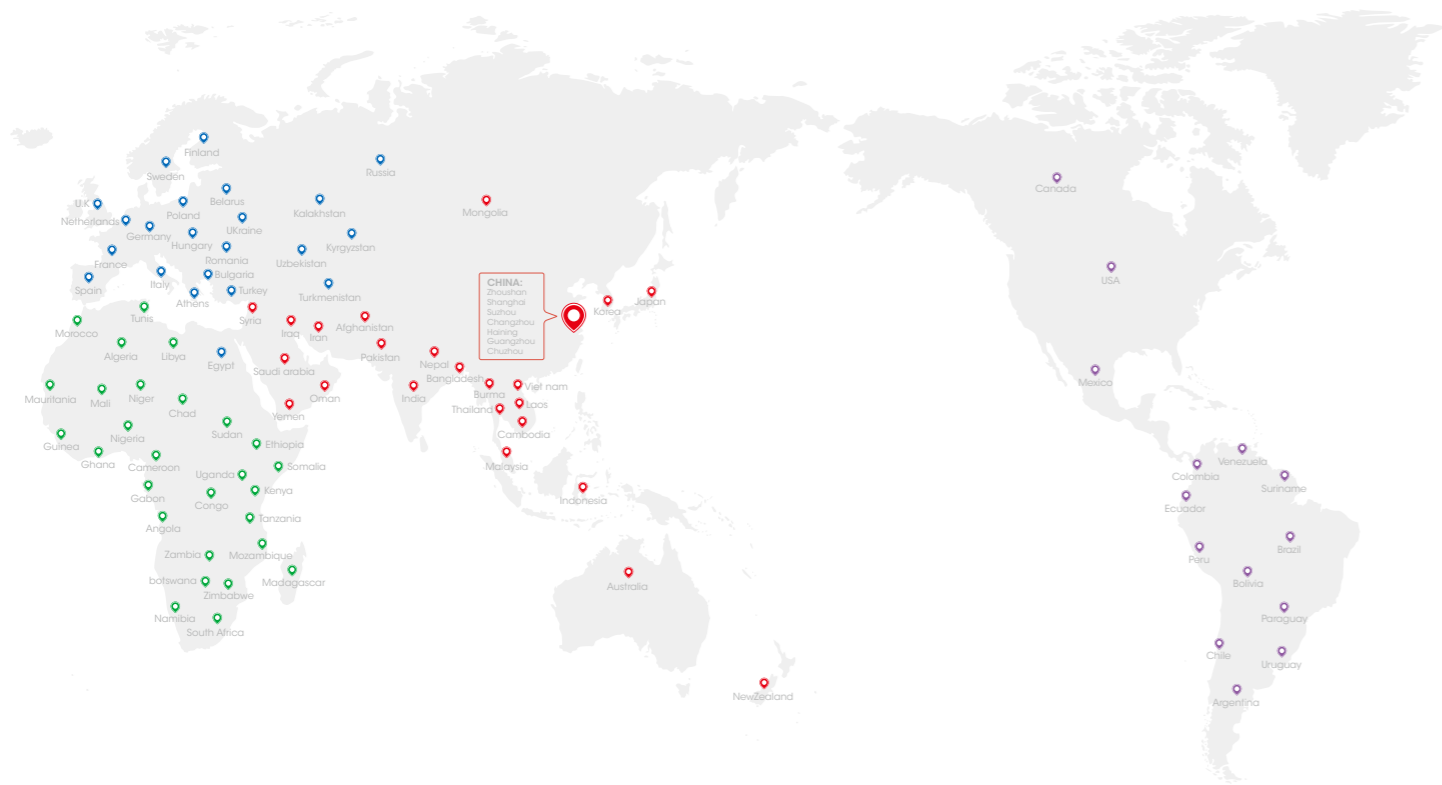 Finland
Sweden
Russia
Canada
Belarus
U.K
Poland
Kalakhstan
Mongolia
Netherlands
UKraine
Germany
Hungary
Kyrgyzstan
Romania
France
Uzbekistan
Bulgaria
Italy
USA
Spain
Turkey
Athens
Turkmenistan
CHINA:
Zhoushan
Shanghai
Suzhou
Changzhou
Haining
Guangzhou
Chuzhou
Japan
Korea
Tunis
Syria
Morocco
Iraq
Iran
Afghanistan
Algeria
Libya
Egypt
Pakistan
Nepal
Saudi arabia
Bangladesh
Mexico
Mauritania
Mali
Niger
Oman
India
Burma
Viet nam
Chad
Yemen
Thailand
Laos
Sudan
Nigeria
Cambodia
Guinea
Ethiopia
Ghana
Cameroon
Somalia
Malaysia
Venezuela
Uganda
Colombia
Gabon
Kenya
Suriname
Congo
Indonesia
Ecuador
Angola
Tanzania
Zambia
Mozambique
Brazil
Peru
botswana
Madagascar
Australia
Bolivia
Zimbabwe
Namibia
Paraguay
South Africa
Chile
Uruguay
NewZealand
Argentina